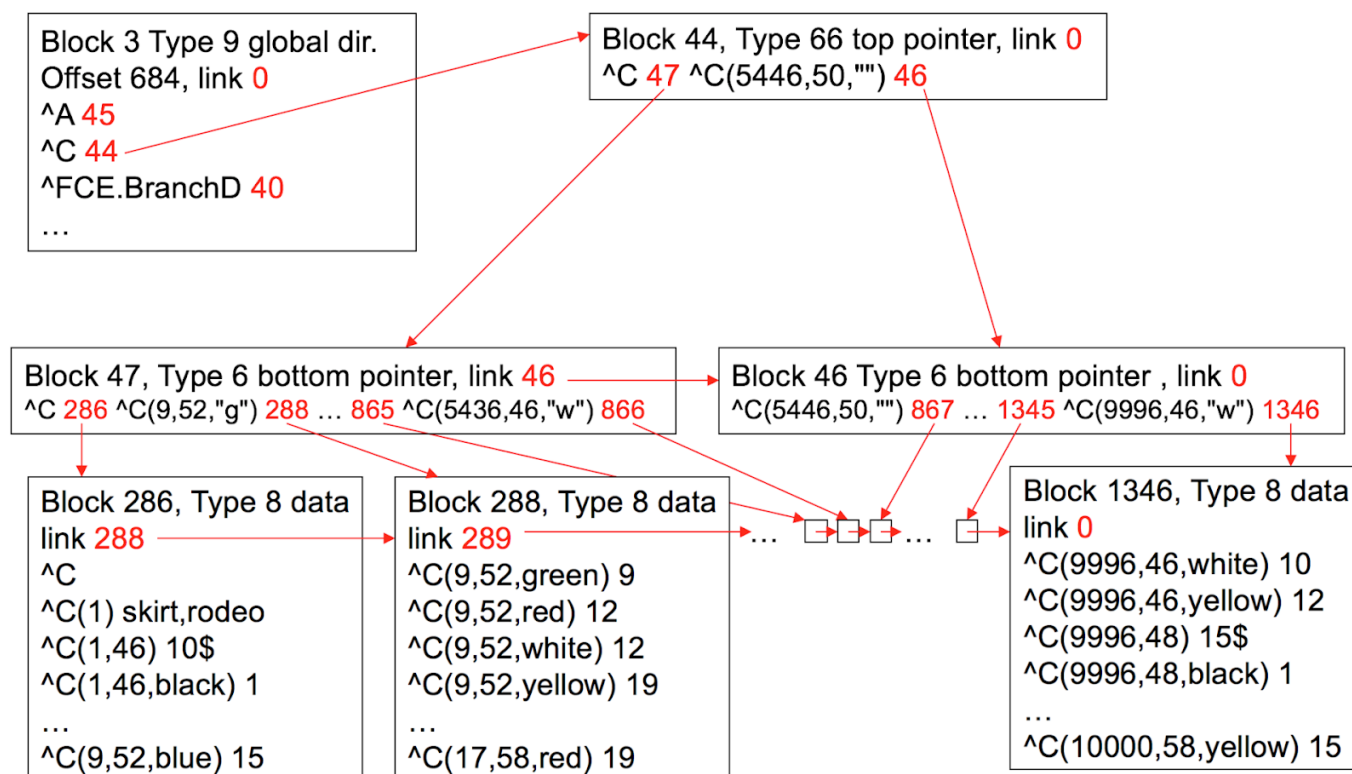 Block 3 Type 9 global dir.
Offset 684, link 0
^A 45
^C 44
^FCE.BranchD 40
…
Block 44, Type 66 top pointer, link 0
^C 47 ^C(5446,50,"") 46
Block 47, Type 6 bottom pointer, link 46
^C 286 ^C(9,52,"g") 288 … 865 ^C(5436,46,"w") 866
Block 46 Type 6 bottom pointer , link 0
^C(5446,50,"") 867 … 1345 ^C(9996,46,"w") 1346
Block 286, Type 8 data
link 288
^C
^C(1) skirt,rodeo
^C(1,46) 10$
^C(1,46,black) 1
…
^C(9,52,blue) 15
Block 288, Type 8 data
link 289
^C(9,52,green) 9
^C(9,52,red) 12
^C(9,52,white) 12
^C(9,52,yellow) 19
…
^C(17,58,red) 19
… …
Block 1346, Type 8 data
link 0
^C(9996,46,white) 10
^C(9996,46,yellow) 12
^C(9996,48) 15$
^C(9996,48,black) 1
…
^C(10000,58,yellow) 15